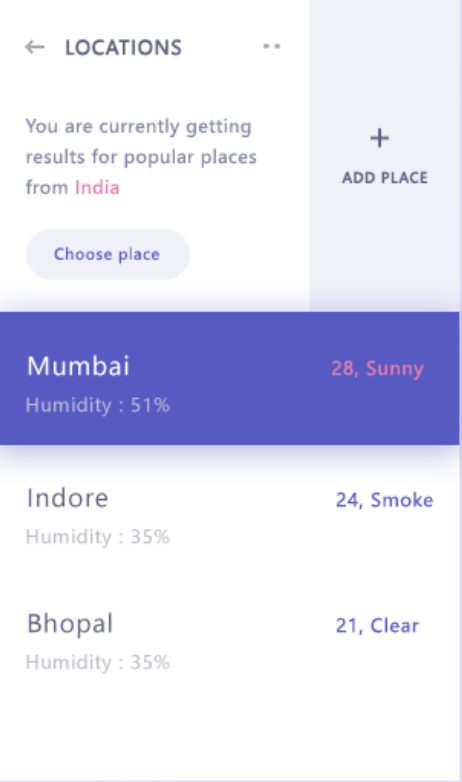 LOCATIONS
You are currently getting
results for popular places
from India
Choose place
+
ADD PLACE
Mumbai
28, Sunny
Humidity : 51%
Indore
24, Smoke
Humidity : 35%
Bhopal
21, Clear
Humidity : 35%